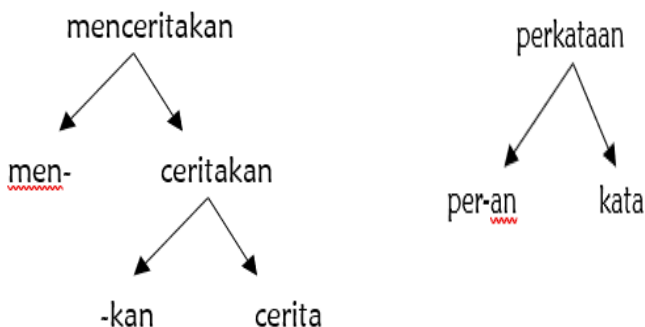 menceritakan
men-
ceritakan
-kan
cerita
perkataan
per-an
kata